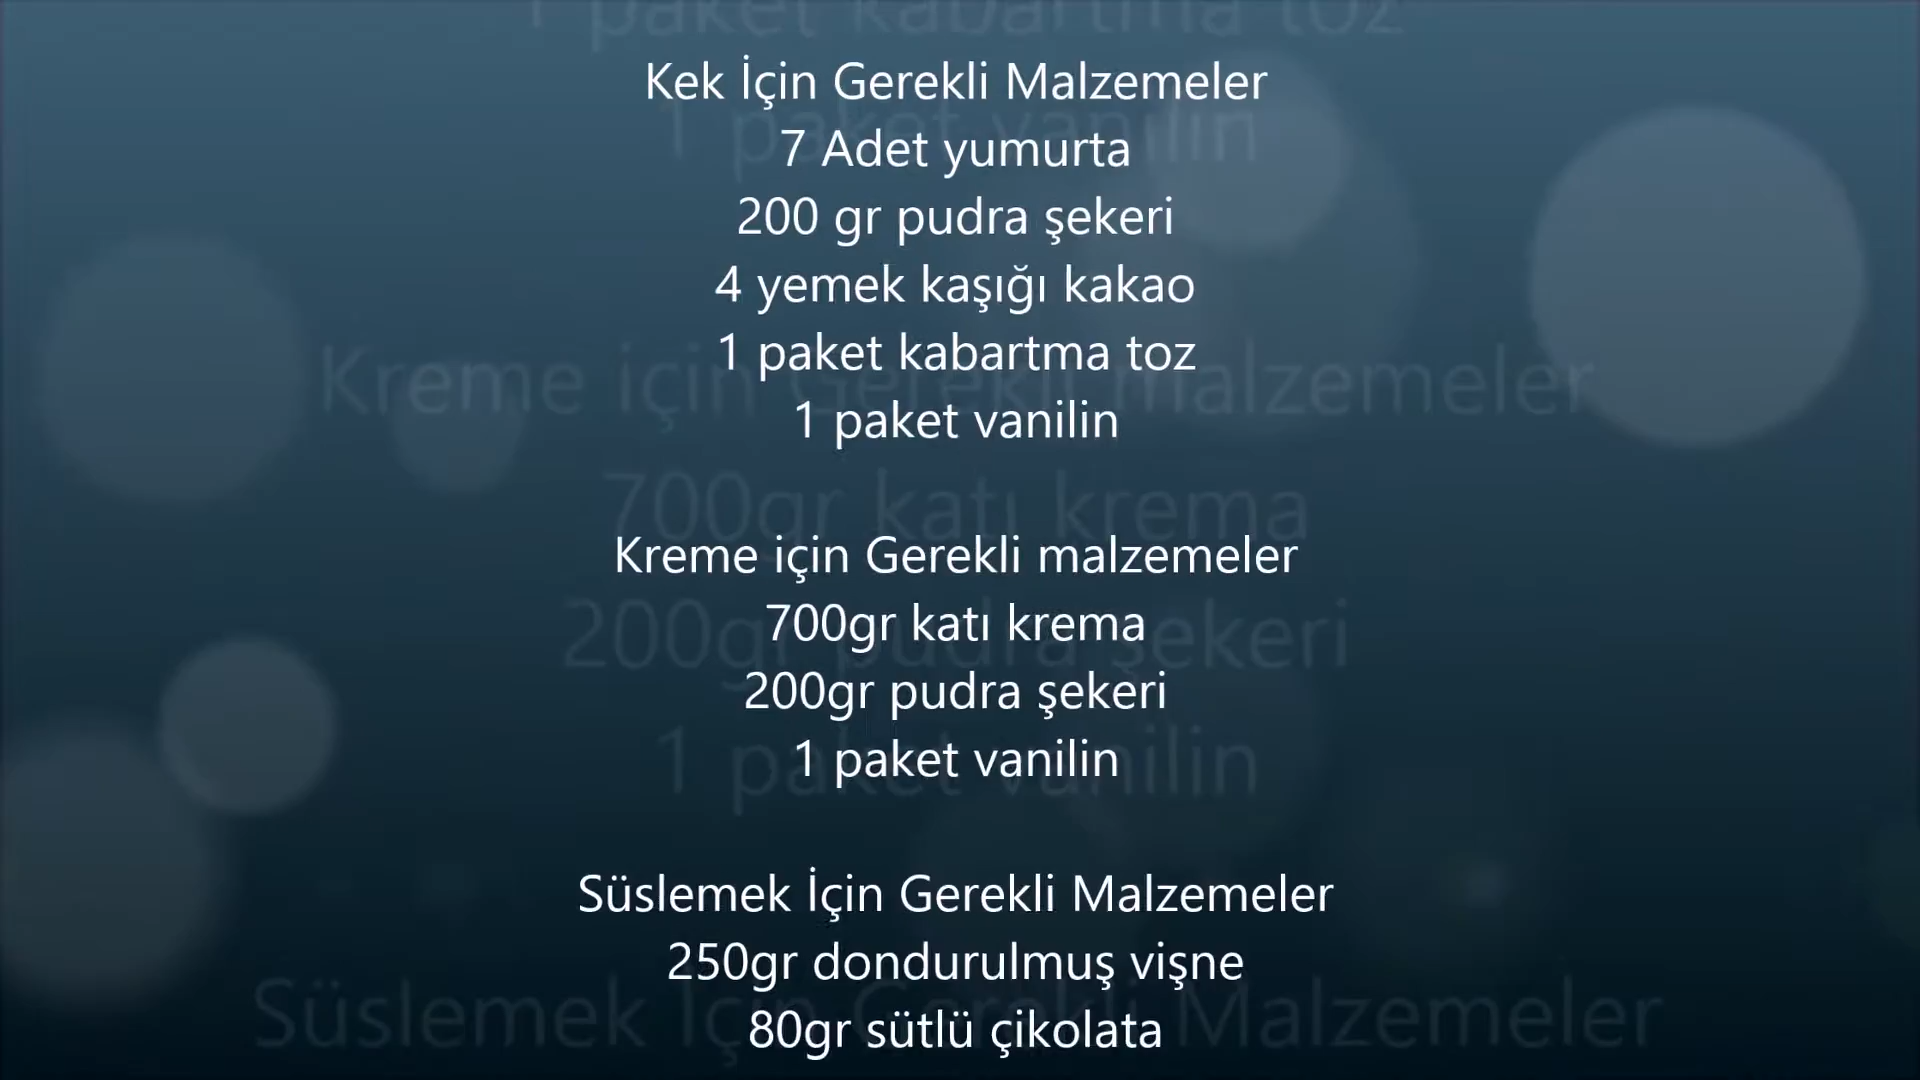 Kek İçin Gerekli Malzemeler
7 Adet yumurta
200 gr pudra şekeri
4 yemek kaşığı kakao
1 paket kabartma toz
1 paket vanilin
Kreme için Gerekli malzemeler
700gr katı krema
200gr pudra şekeri
1 paket vanilin
Süslemek İçin Gerekli Malzemeler
250gr dondurulmuş vişne
80gr sütlü çikolata